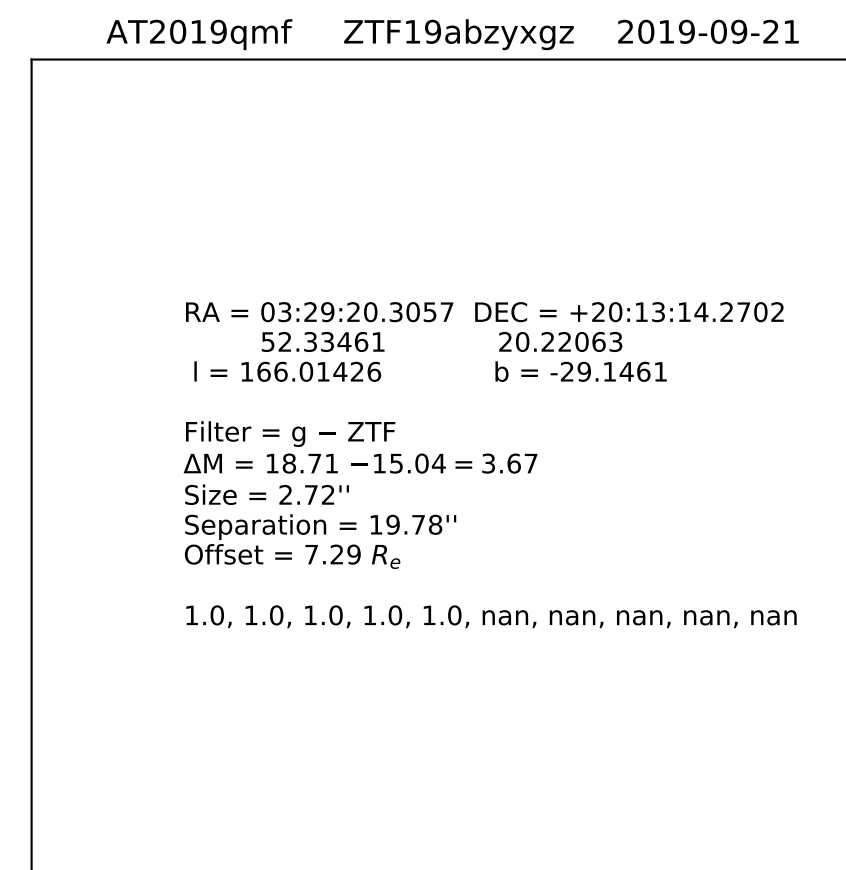 AT2019qmf ZTF19abzyxgz 2019-09-21
RA = 03:29:20.3057 DEC = +20:13:14.2702
52.33461 20.22063
l = 166.01426 b = -29.1461
Filter = g − ZTF
ΔM = 18.71 −15.04 = 3.67
Size = 2.72''
Separation = 19.78''
Offset = 7.29 Rₑ
1.0, 1.0, 1.0, 1.0, 1.0, nan, nan, nan, nan, nan